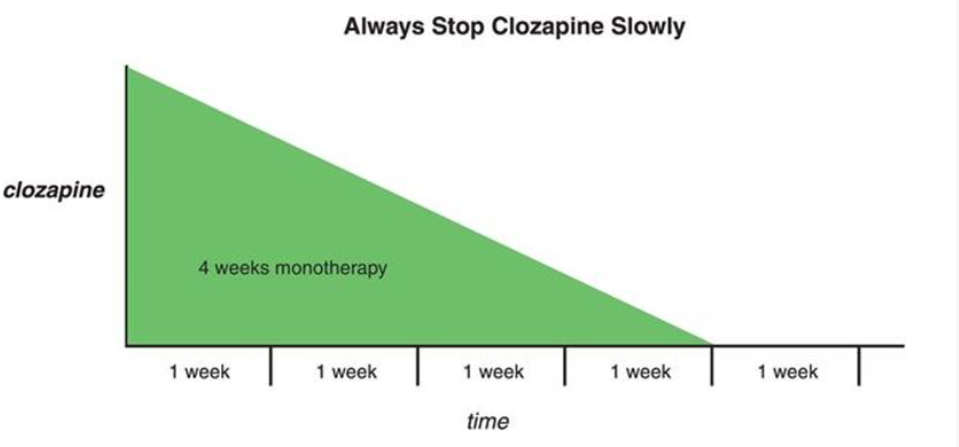 Always Stop Clozapine Slowly
clozapine
4 weeks monotherapy
1 week 1 week 1 week 1 week 1 week
time